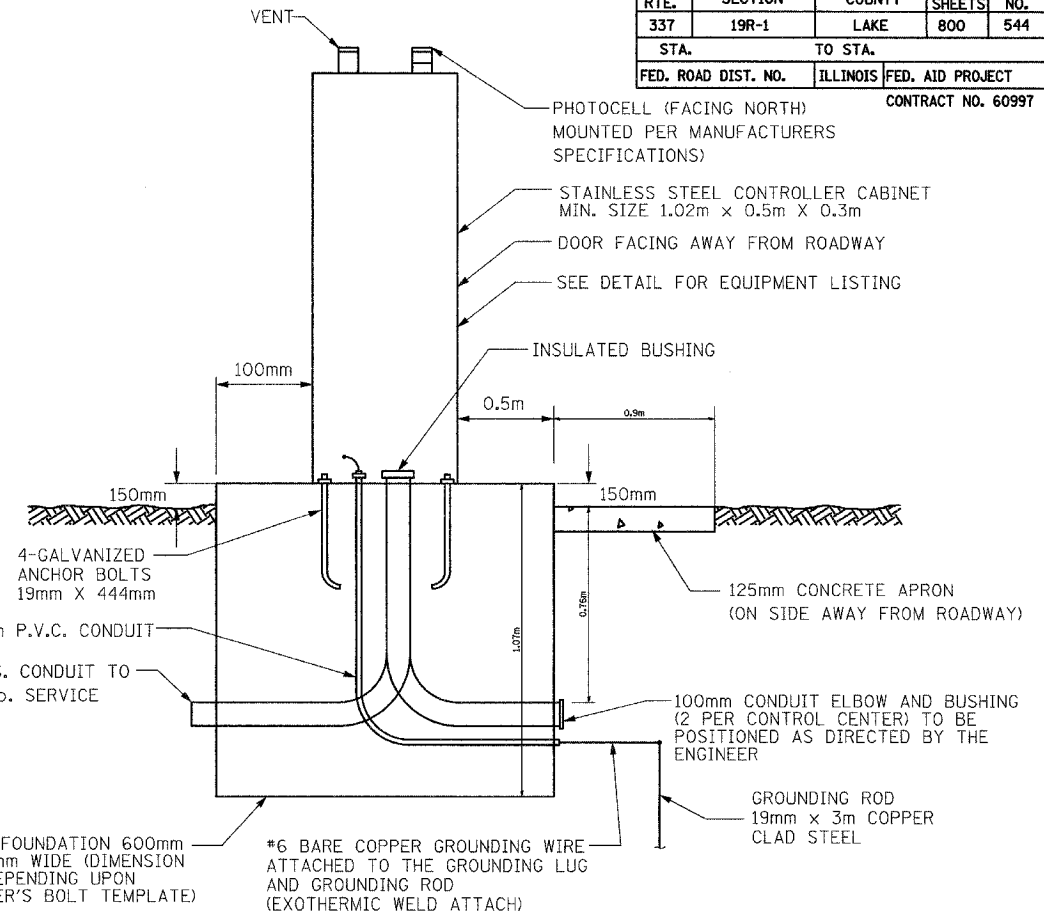 RTE. SECTION COUNTY SHEETS NO.
337 19R-1 LAKE 800 544
STA. TO STA.
FED. ROAD DIST. NO. ILLINOIS FED. AID PROJECT
CONTRACT NO. 60997
VENT
PHOTOCELL (FACING NORTH)
MOUNTED PER MANUFACTURERS
SPECIFICATIONS)
STAINLESS STEEL CONTROLLER CABINET
MIN. SIZE 1.02m x 0.5m X 0.3m
DOOR FACING AWAY FROM ROADWAY
SEE DETAIL FOR EQUIPMENT LISTING
INSULATED BUSHING
100mm
0.5m
0.9m
150mm
150mm
4-GALVANIZED
ANCHOR BOLTS
19mm X 444mm
125mm CONCRETE APRON
(ON SIDE AWAY FROM ROADWAY)
0.76m
1.07m
P.V.C. CONDUIT
CONDUIT TO
SERVICE
100mm CONDUIT ELBOW AND BUSHING
(2 PER CONTROL CENTER) TO BE
POSITIONED AS DIRECTED BY THE
ENGINEER
GROUNDING ROD
19mm x 3m COPPER
CLAD STEEL
FOUNDATION 600mm
mm WIDE (DIMENSION
EPENDING UPON
ER'S BOLT TEMPLATE)
#6 BARE COPPER GROUNDING WIRE
ATTACHED TO THE GROUNDING LUG
AND GROUNDING ROD
(EXOTHERMIC WELD ATTACH)